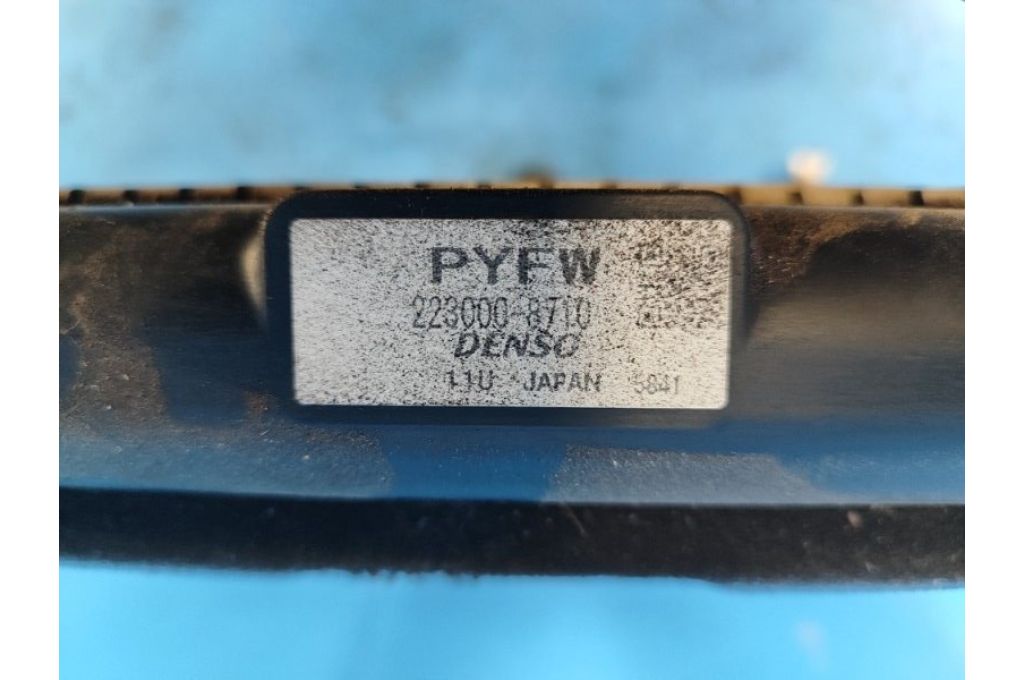 PYFW
223000-8710
DENSO
11U JAPAN 5841